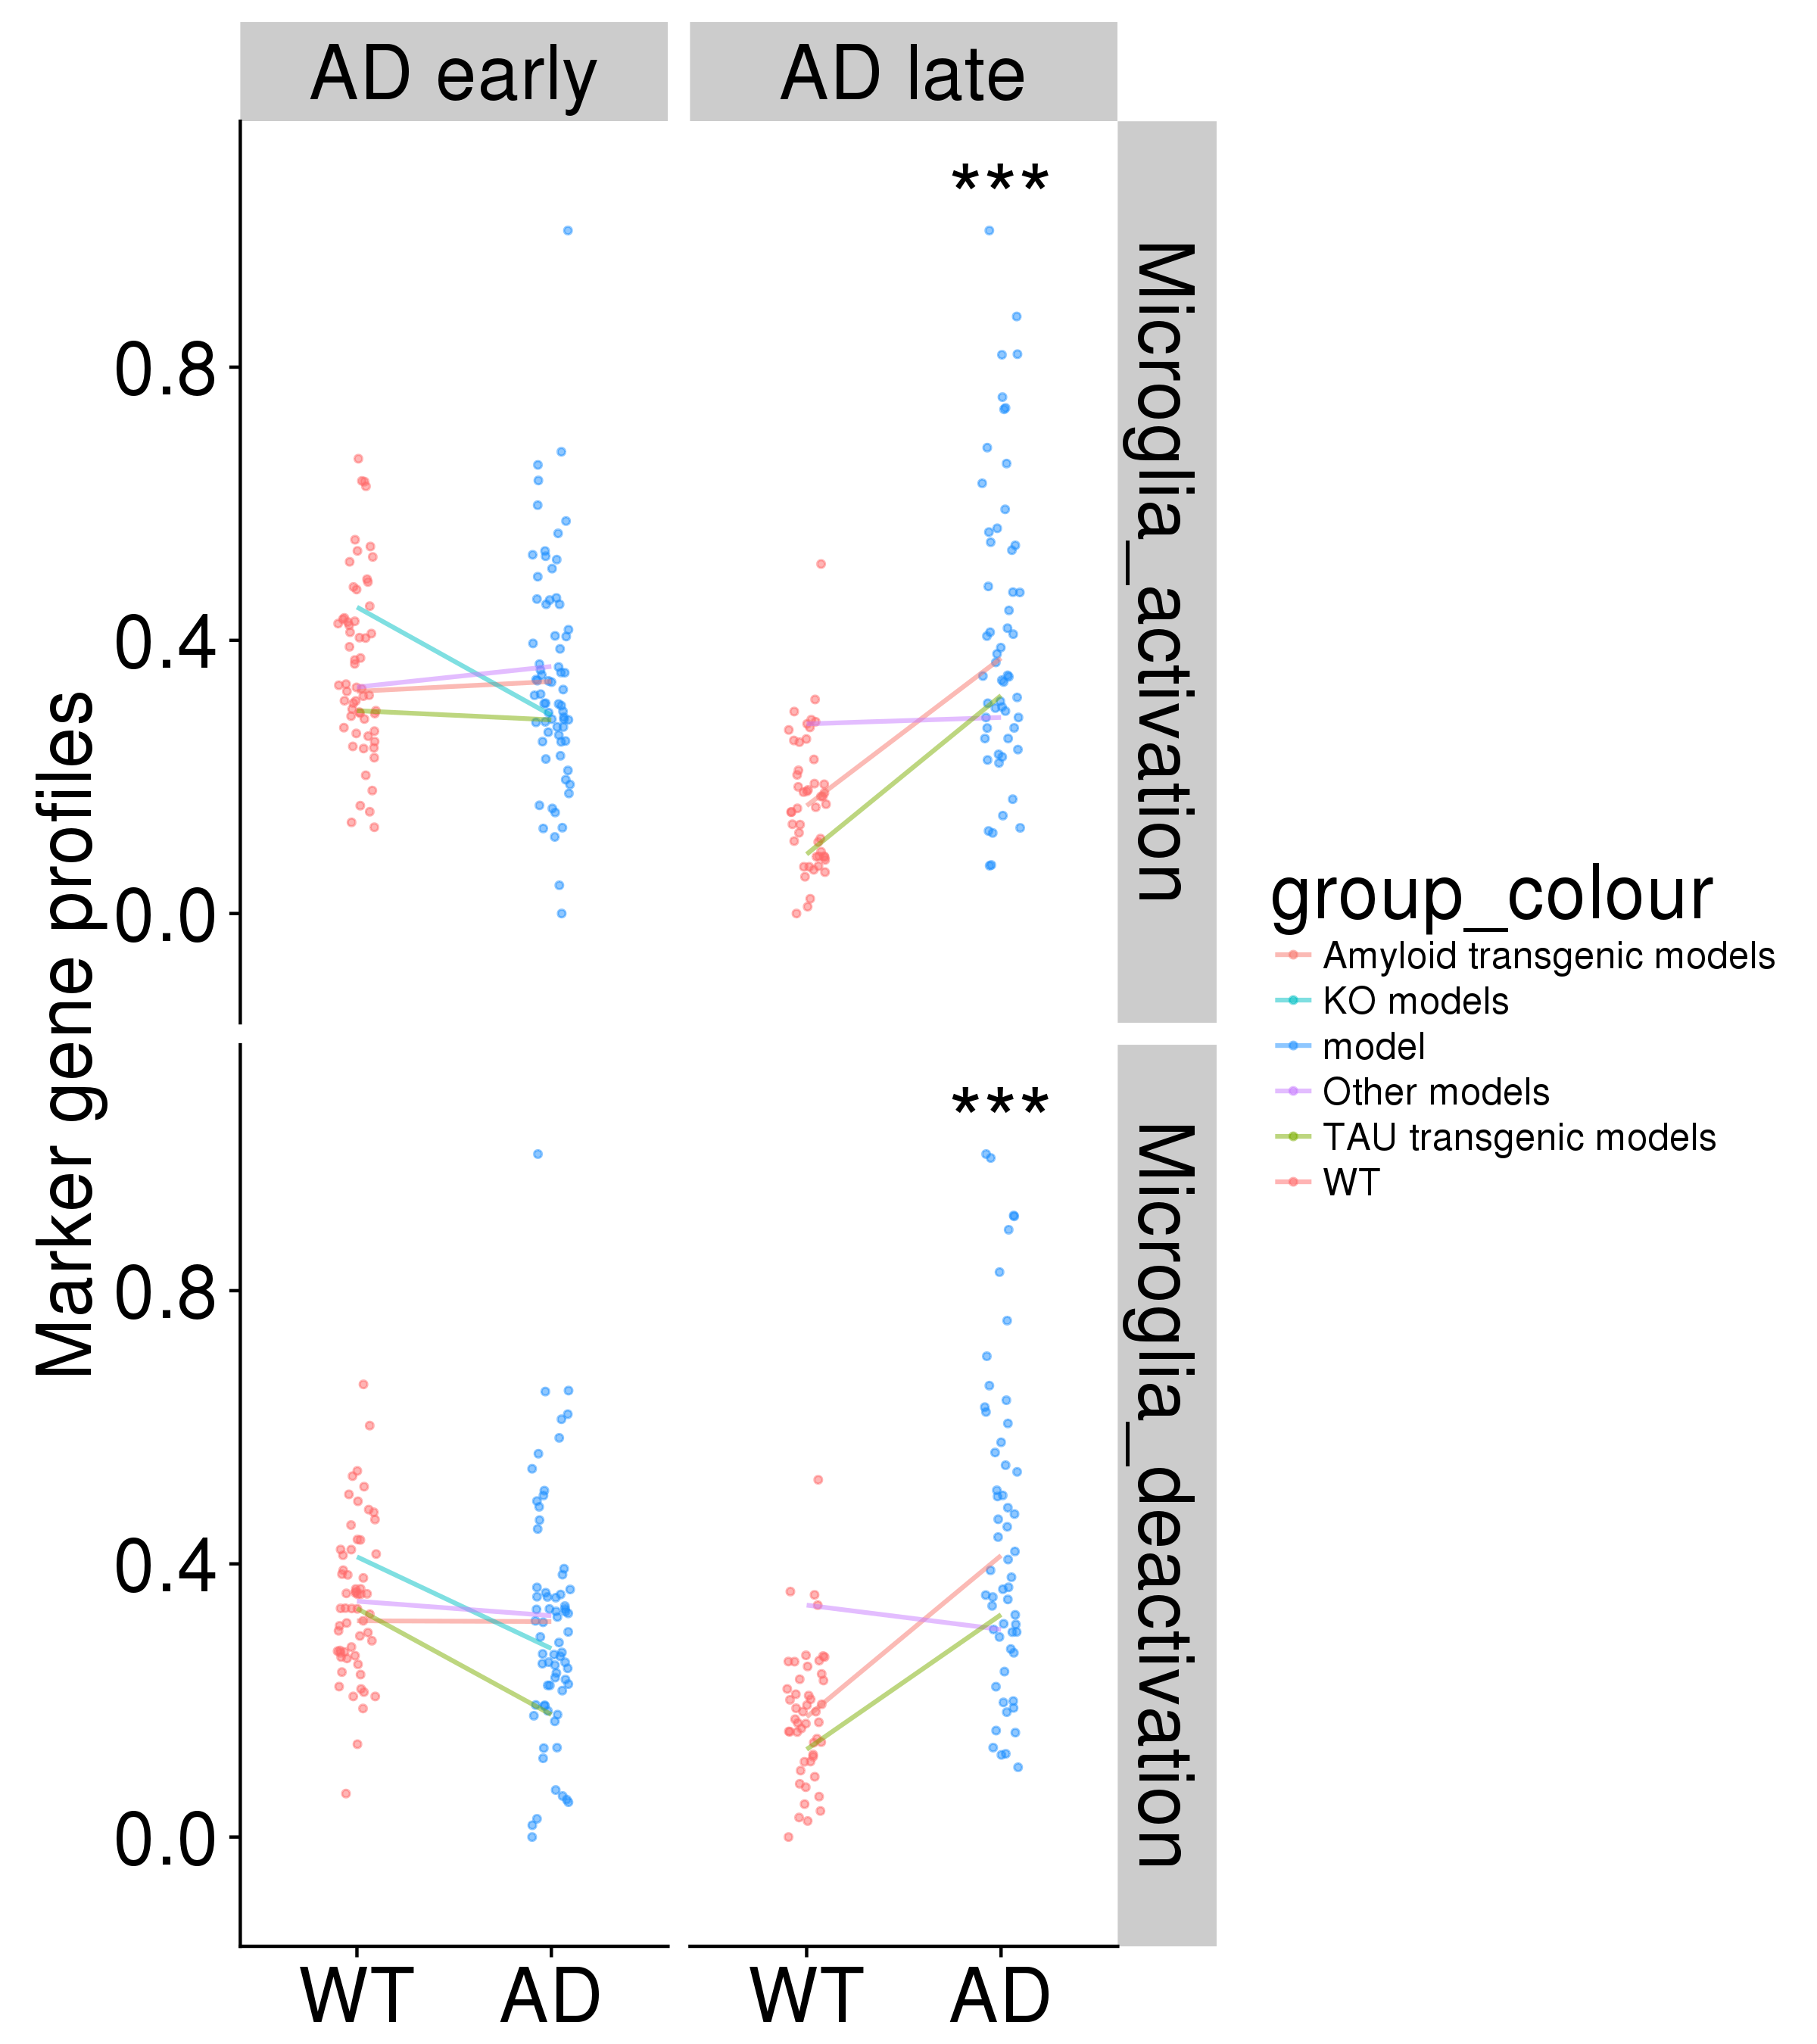 AD early
AD late
***
Microglia_activation
0.8
0.4
0.0
Marker gene profiles
***
Microglia_deactivation
0.8
0.4
0.0
WT
AD
WT
AD
group_colour
Amyloid transgenic models
KO models
model
Other models
TAU transgenic models
WT